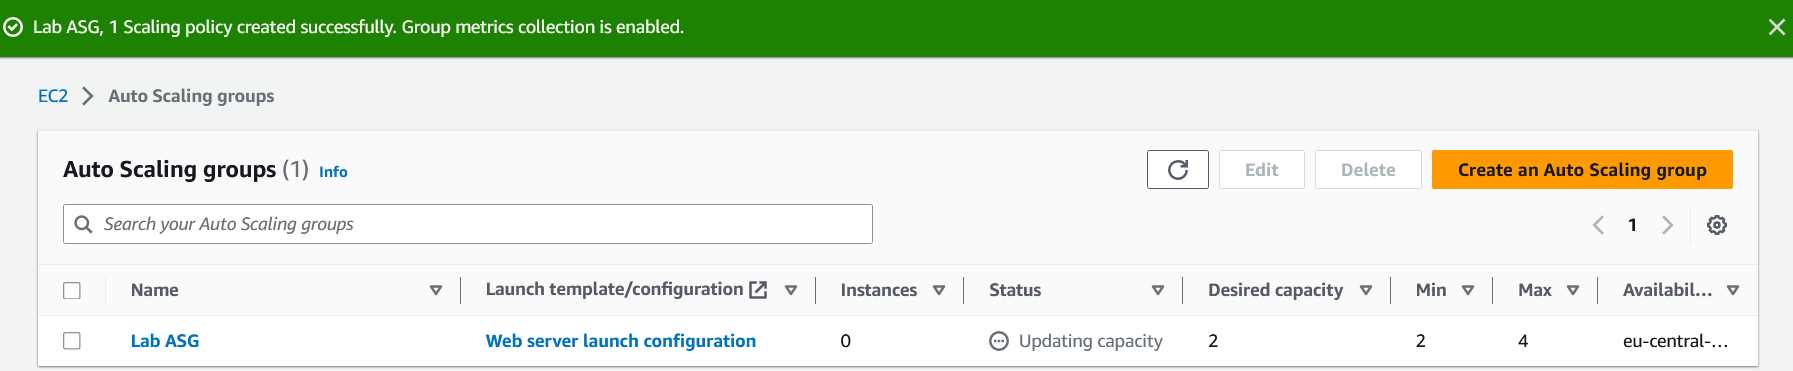 Lab ASG, 1 Scaling policy created successfully. Group metrics collection is enabled.
EC2 Auto Scaling groups
Auto Scaling groups (1) Info
Edit Delete Create an Auto Scaling group
Search your Auto Scaling groups
1
Name Launch template/configuration Instances Status Desired capacity Min Max Availabil...
Lab ASG Web server launch configuration 0 Updating capacity 2 2 4 eu-central-...